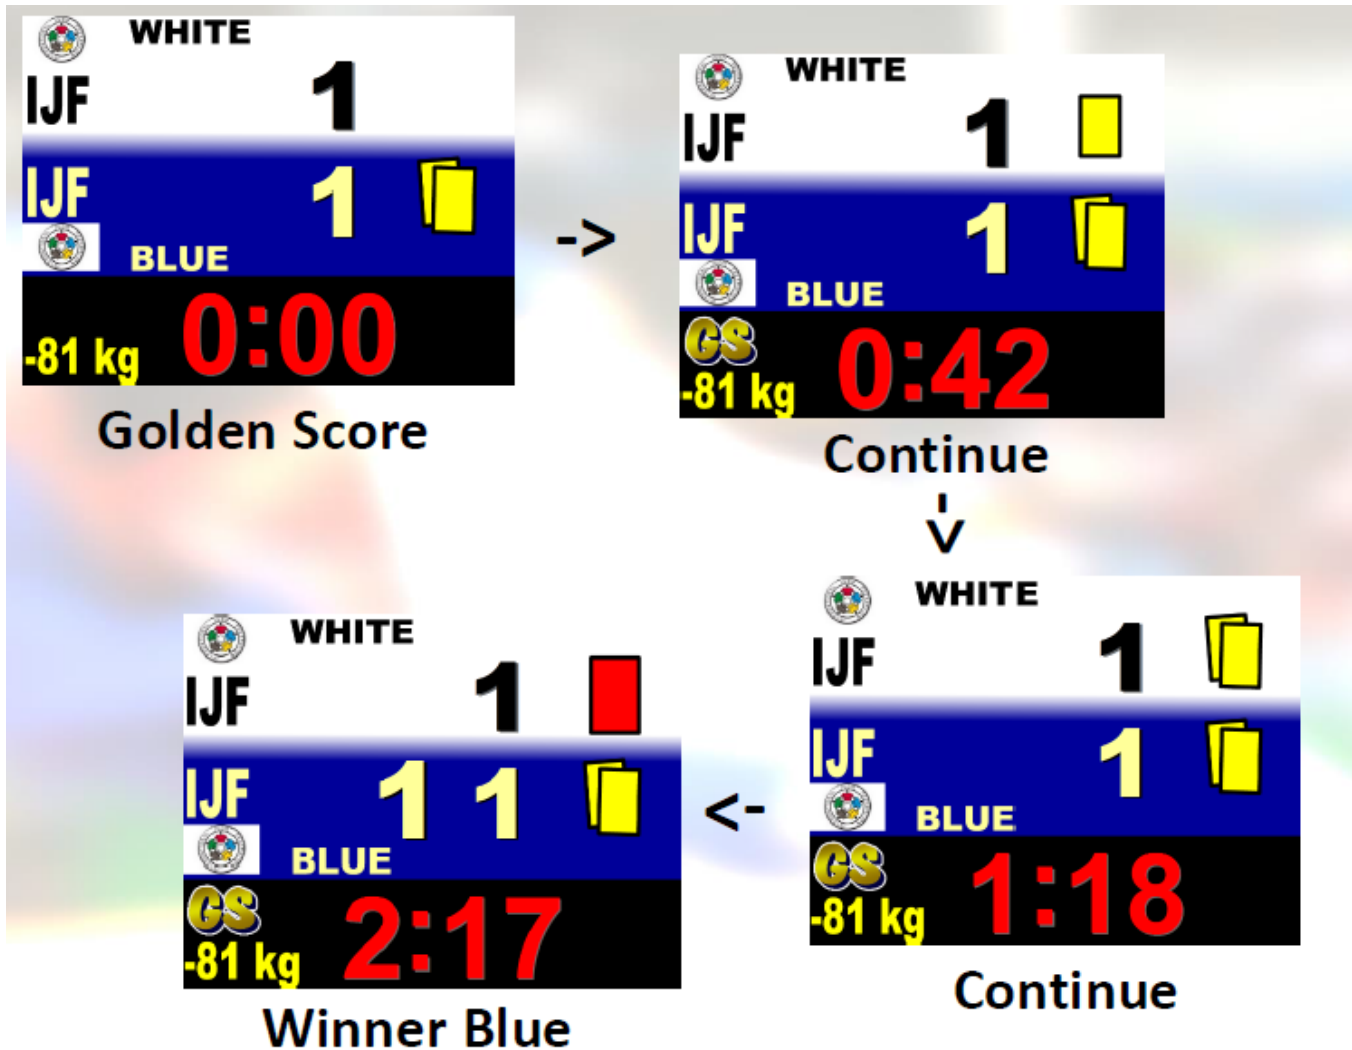 WHITE
IJF 1
IJF 1
BLUE
-81 kg 0:00
Golden Score
->
WHITE
IJF 1
IJF 1
BLUE
GS
-81 kg 0:42
Continue
->
WHITE
IJF 1
IJF 1
BLUE
GS
-81 kg 1:18
Continue
<-
WHITE
IJF 1
IJF 1 1
BLUE
GS
-81 kg 2:17
Winner Blue